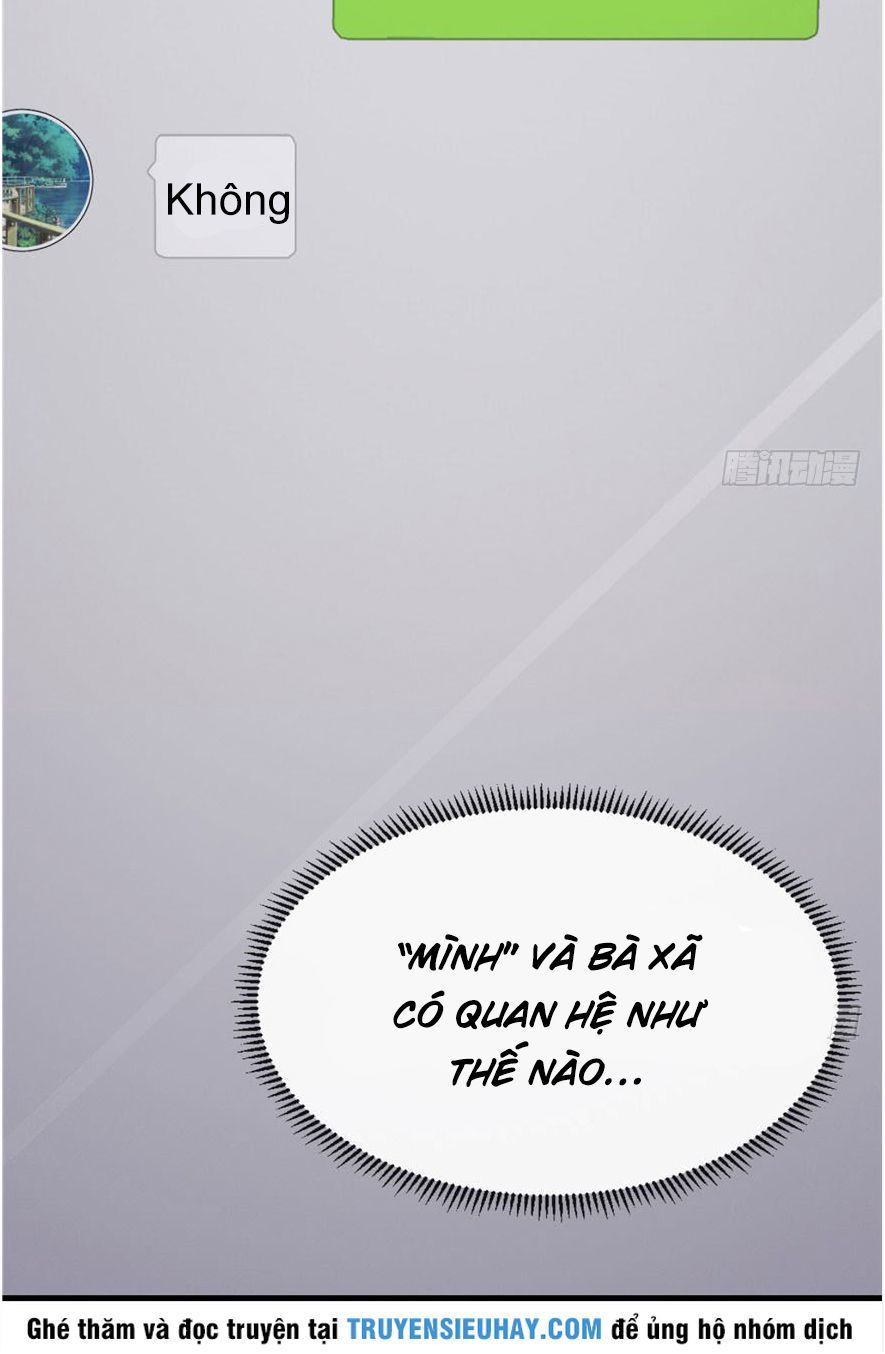 Không
腾讯动漫
“MÌNH” VÀ BÀ XÃ
CÓ QUAN HỆ NHƯ
THẾ NÀO...
Ghé thăm và đọc truyện tại TRUYENSIEUHAY.COM để ủng hộ nhóm dịch